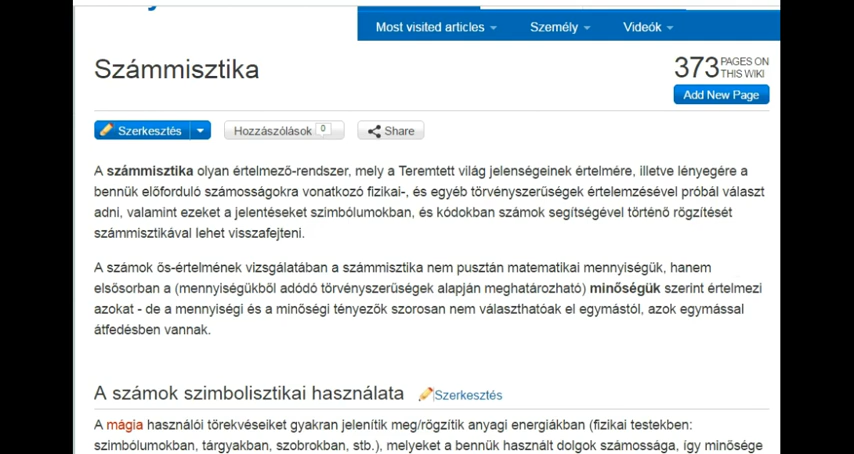 Most visited articles Személy Videók
Számmisztika
373 PAGES ON THIS WIKI
Add New Page
Szerkesztés Hozzászólások 0 Share
A számmisztika olyan értelmező-rendszer, mely a Teremtett világ jelenségeinek értelmére, illetve lényegére a
bennük előforduló számosságokra vonatkozó fizikai-, és egyéb törvényszerűségek értelemzésével próbál választ
adni, valamint ezeket a jelentéseket szimbólumokban, és kódokban számok segítségével történő rögzítését
számmisztikával lehet visszafejteni.
A számok ős-értelmének vizsgálatában a számmisztika nem pusztán matematikai mennyiségük, hanem
elsősorban a (mennyiségükből adódó törvényszerűségek alapján meghatározható) minőségük szerint értelmezi
azokat - de a mennyiségi és a minőségi tényezők szorosan nem választhatóak el egymástól, azok egymással
átfedésben vannak.
A számok szimbolisztikai használata Szerkesztés
A mágia használói törekvéseiket gyakran jelenítik meg/rögzítik anyagi energiákban (fizikai testekben:
szimbólumokban, tárgyakban, szobrokban, stb.), melyeket a bennük használt dolgok számossága, így minősége